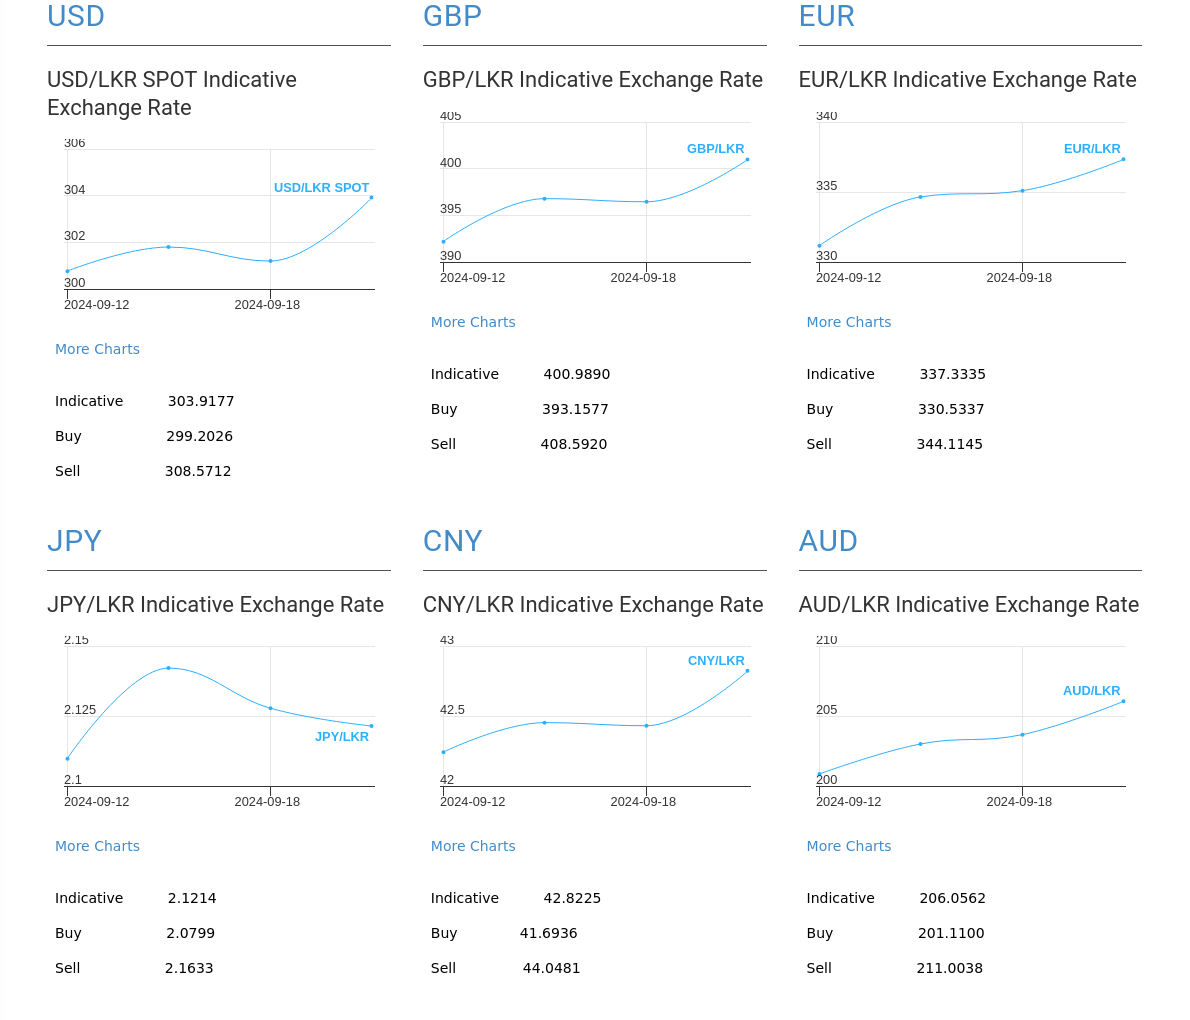 USD
USD/LKR SPOT Indicative
Exchange Rate
306
304
302
300
USD/LKR SPOT
2024-09-12 2024-09-18
More Charts
Indicative 303.9177
Buy 299.2026
Sell 308.5712
GBP
GBP/LKR Indicative Exchange Rate
405
400
395
390
GBP/LKR
2024-09-12 2024-09-18
More Charts
Indicative 400.9890
Buy 393.1577
Sell 408.5920
EUR
EUR/LKR Indicative Exchange Rate
340
335
330
EUR/LKR
2024-09-12 2024-09-18
More Charts
Indicative 337.3335
Buy 330.5337
Sell 344.1145
JPY
JPY/LKR Indicative Exchange Rate
2.15
2.125
2.1
JPY/LKR
2024-09-12 2024-09-18
More Charts
Indicative 2.1214
Buy 2.0799
Sell 2.1633
CNY
CNY/LKR Indicative Exchange Rate
43
42.5
42
CNY/LKR
2024-09-12 2024-09-18
More Charts
Indicative 42.8225
Buy 41.6936
Sell 44.0481
AUD
AUD/LKR Indicative Exchange Rate
210
205
200
AUD/LKR
2024-09-12 2024-09-18
More Charts
Indicative 206.0562
Buy 201.1100
Sell 211.0038